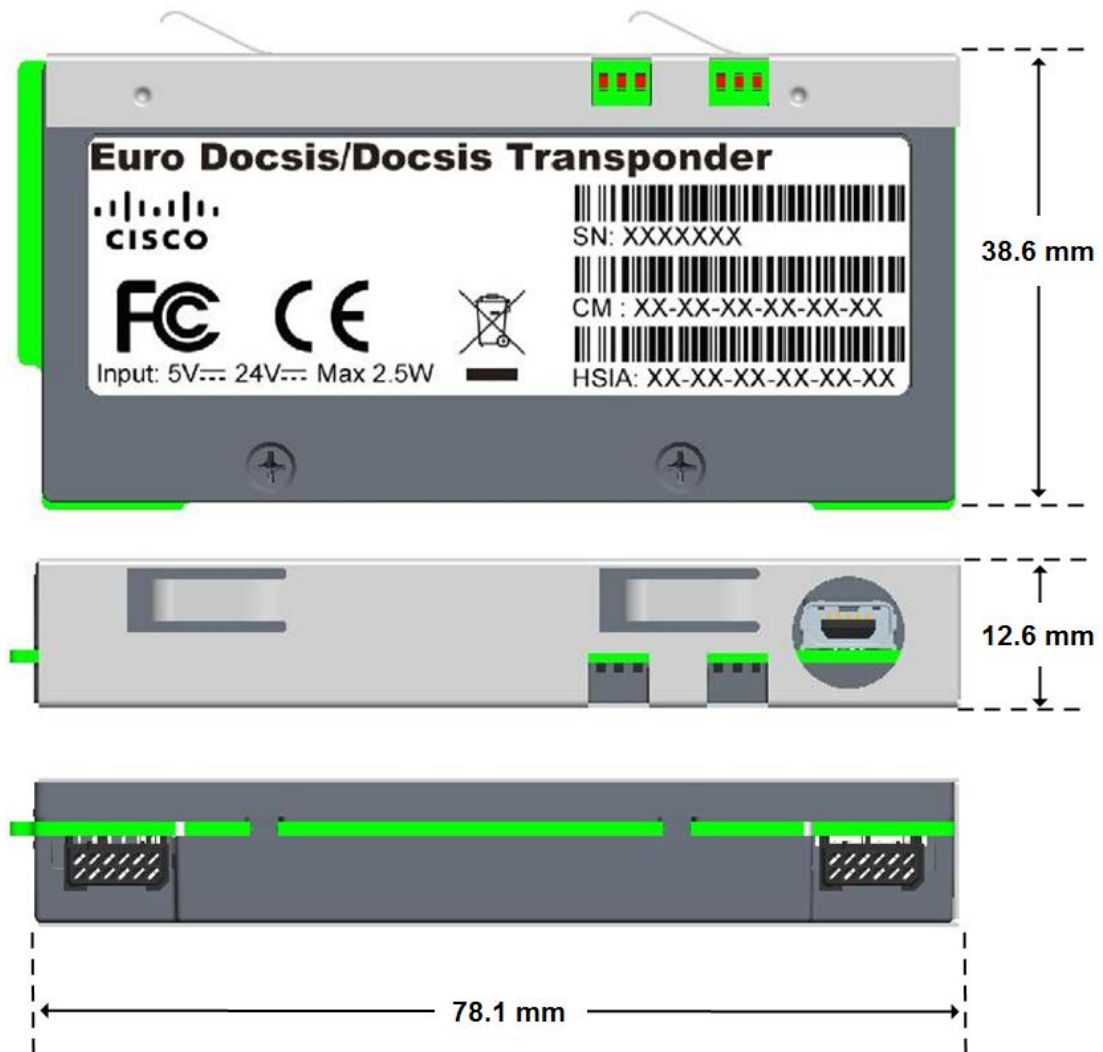 Euro Docsis/Docsis Transponder
CISCO
SN: XXXXXXX
CM : XX-XX-XX-XX-XX-XX
FC CE
Input: 5V⎓ 24V⎓ Max 2.5W
HSIA: XX-XX-XX-XX-XX-XX
38.6 mm
12.6 mm
78.1 mm